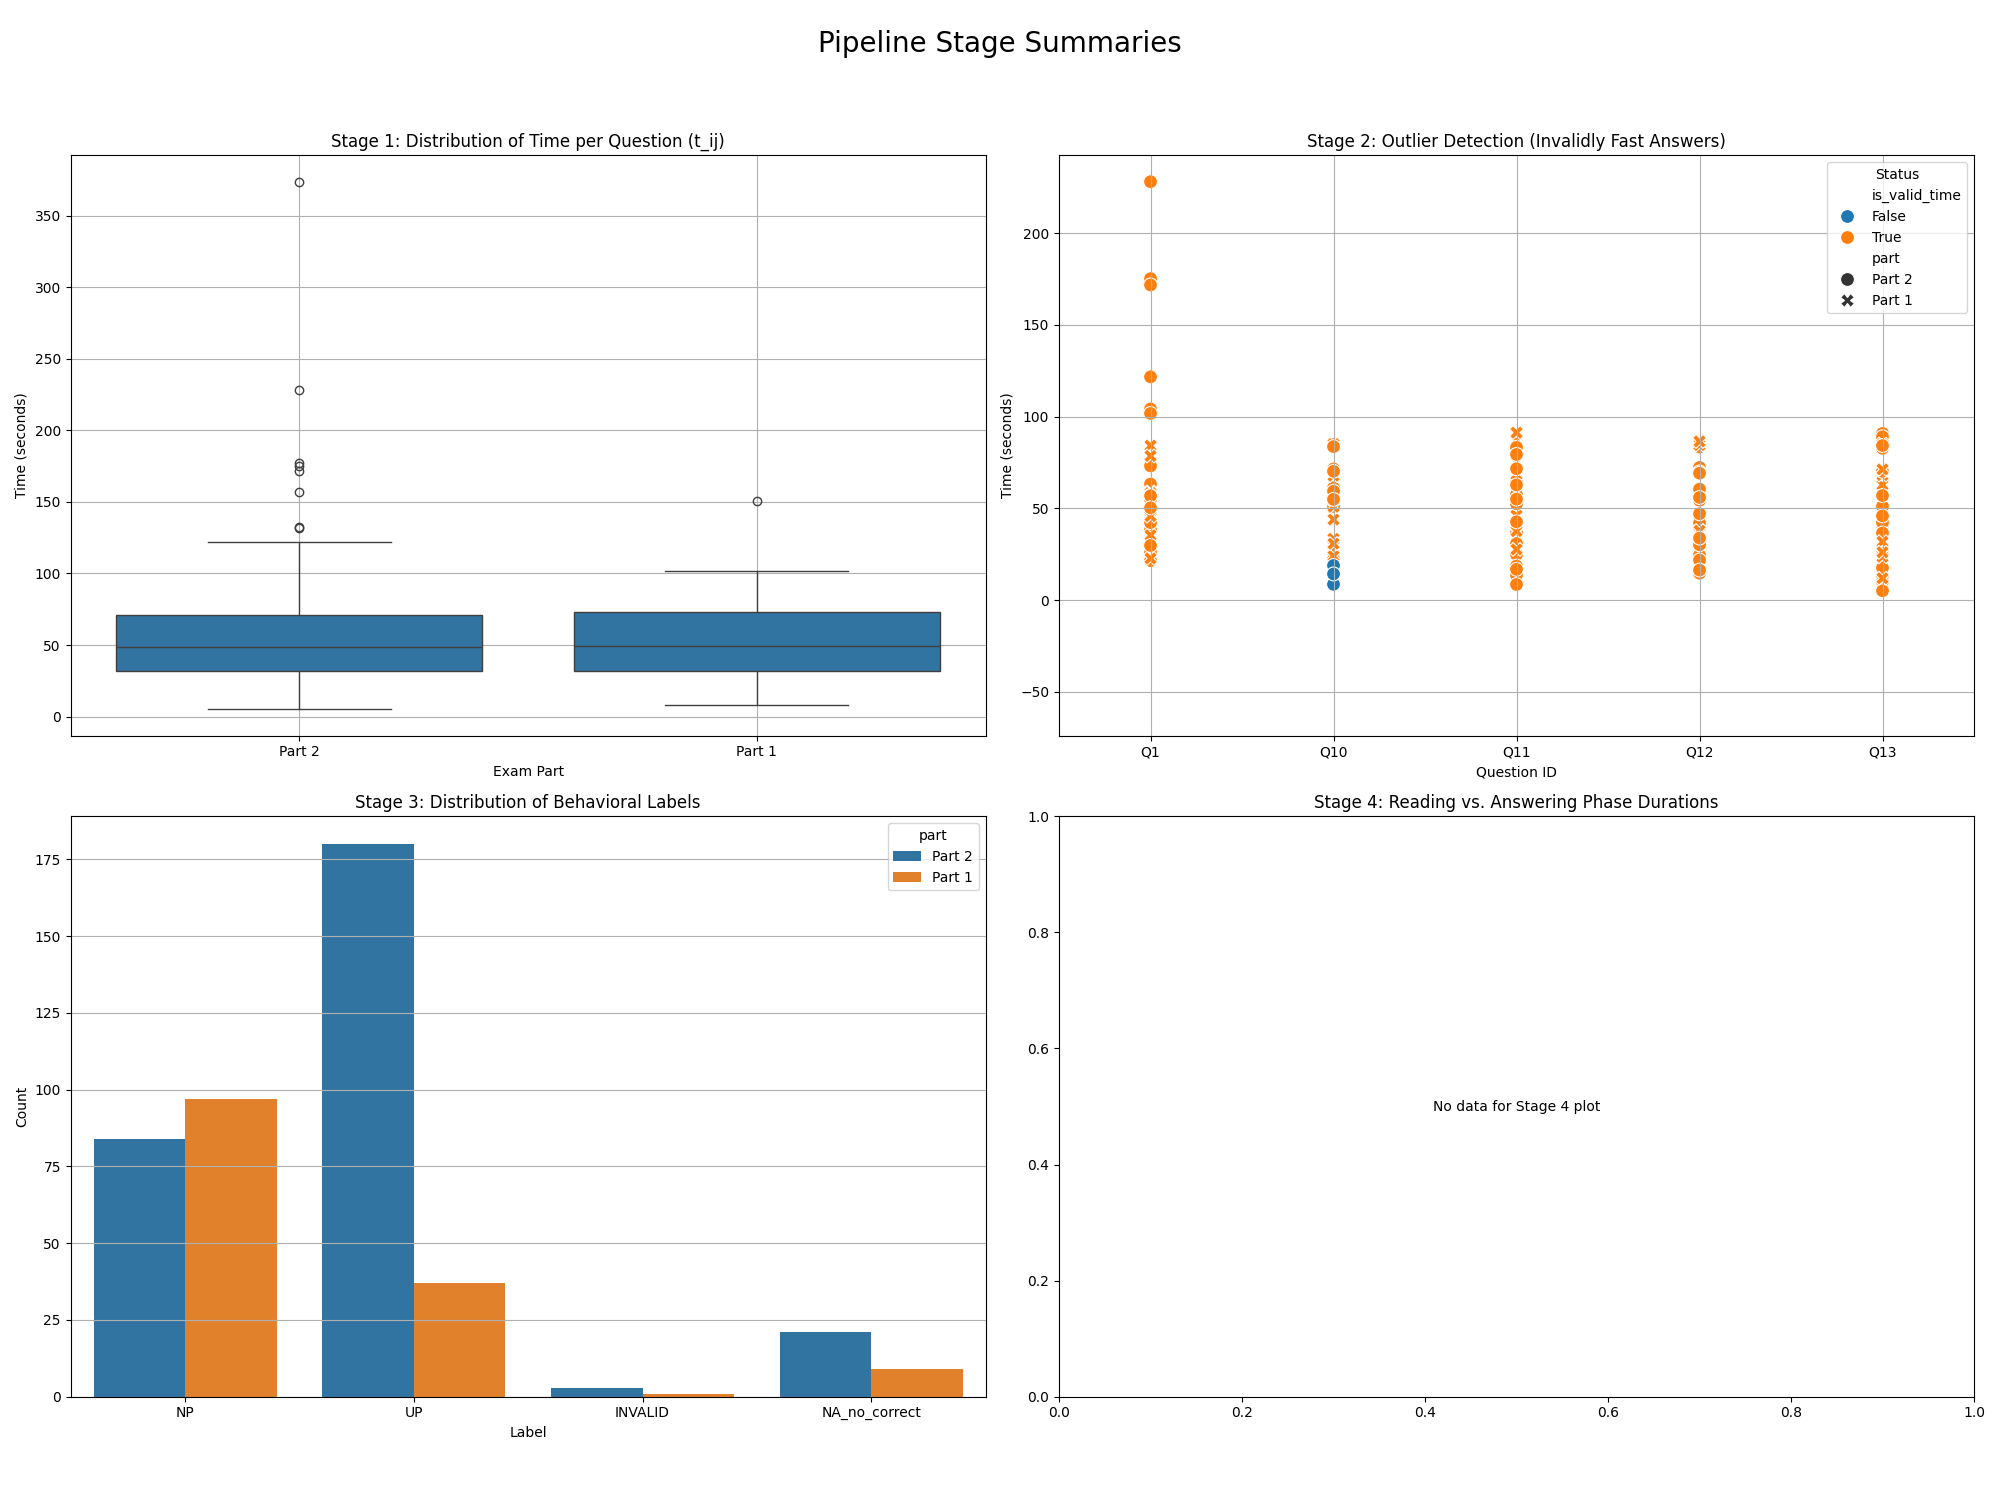 Pipeline Stage Summaries
Stage 1: Distribution of Time per Question (t_ij)
Time (seconds)
350
300
250
200
150
100
50
0
Part 2
Part 1
Exam Part
Stage 2: Outlier Detection (Invalidly Fast Answers)
Time (seconds)
200
150
100
50
0
−50
Status
is_valid_time
False
True
part
Part 2
Part 1
Q1
Q10
Q11
Q12
Q13
Question ID
Stage 3: Distribution of Behavioral Labels
Count
175
150
125
100
75
50
25
0
part
Part 2
Part 1
NP
UP
INVALID
NA_no_correct
Label
Stage 4: Reading vs. Answering Phase Durations
1.0
0.8
0.6
0.4
0.2
0.0
No data for Stage 4 plot
0.0
0.2
0.4
0.6
0.8
1.0